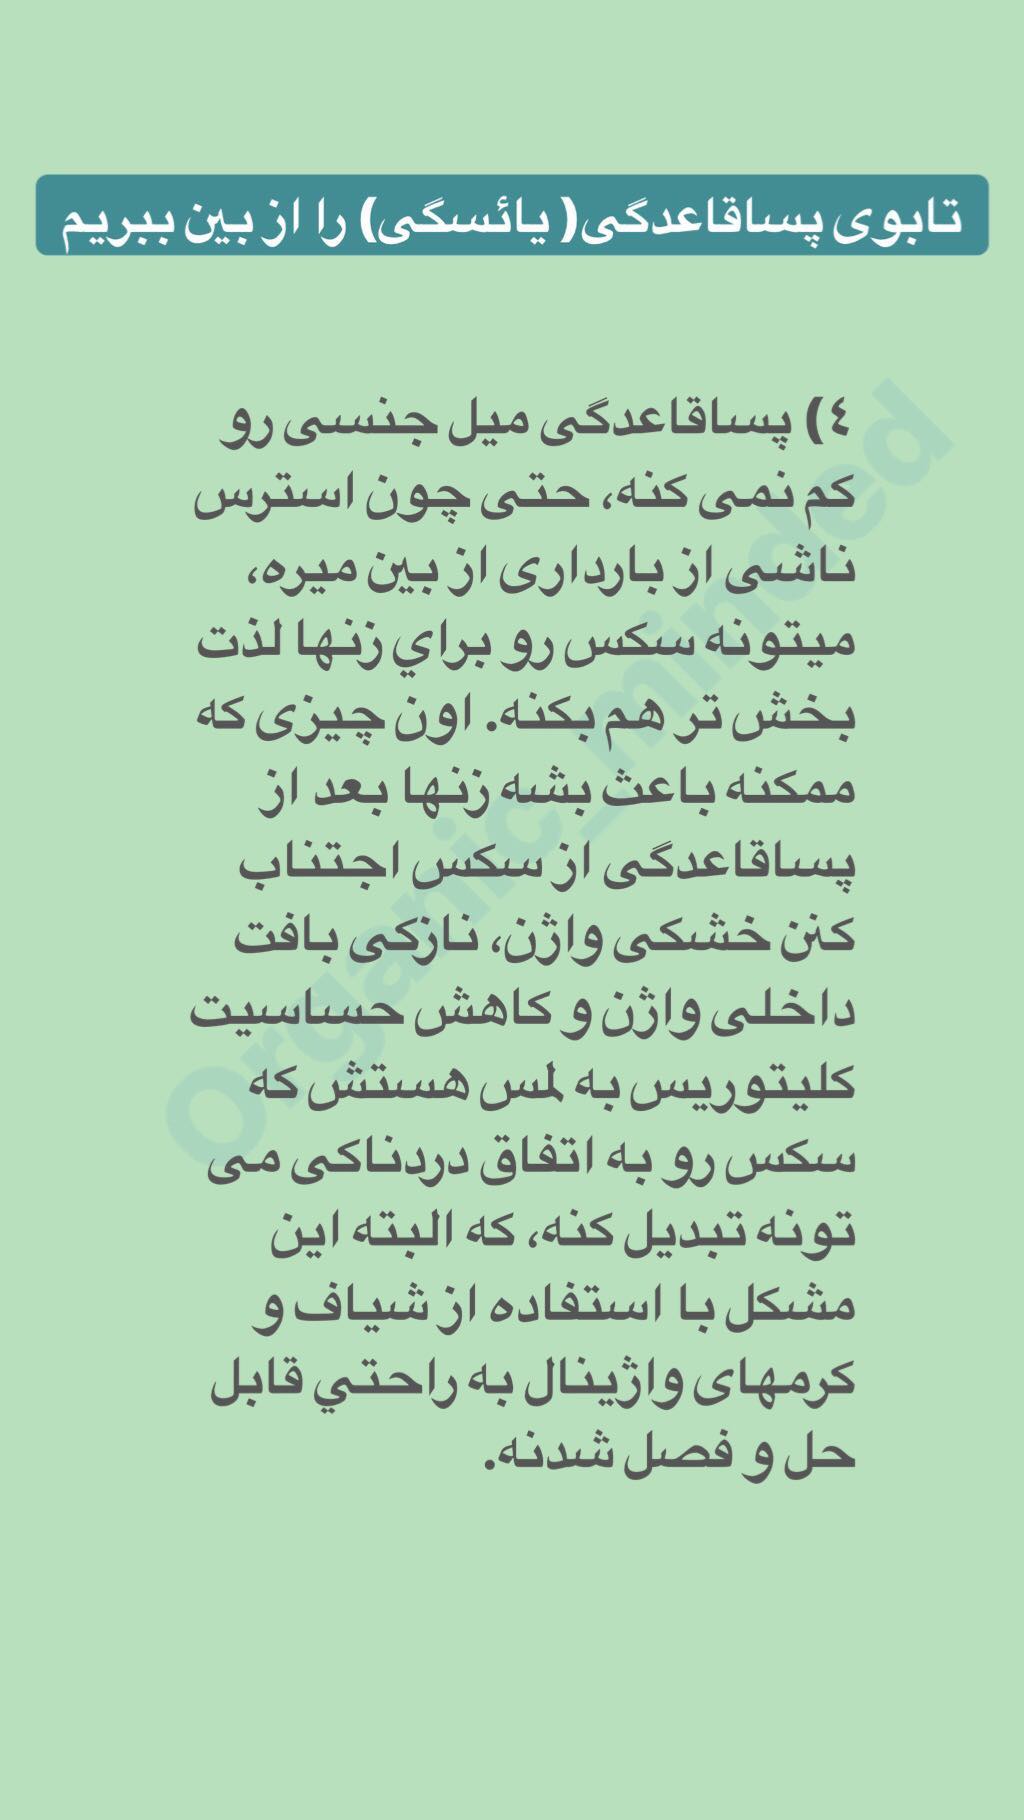 تابوی پساقاعدگی( یائسگی) را از بین ببریم
٤) پساقاعدگی میل جنسی رو
کم نمی کنه، حتی چون استرس
ناشی از بارداری از بین میره،
میتونه سکس رو براي زنها لذت
بخش تر هم بکنه. اون چیزی که
ممکنه باعث بشه زنها بعد از
پساقاعدگی از سکس اجتناب
کنن خشکی واژن، نازکی بافت
داخلی واژن و کاهش حساسیت
کلیتوریس به لمس هستش که
سکس رو به اتفاق دردناکی می
تونه تبدیل کنه، که البته این
مشکل با استفاده از شیاف و
کرمهای واژینال به راحتي قابل
حل و فصل شدنه.
Organic_minded